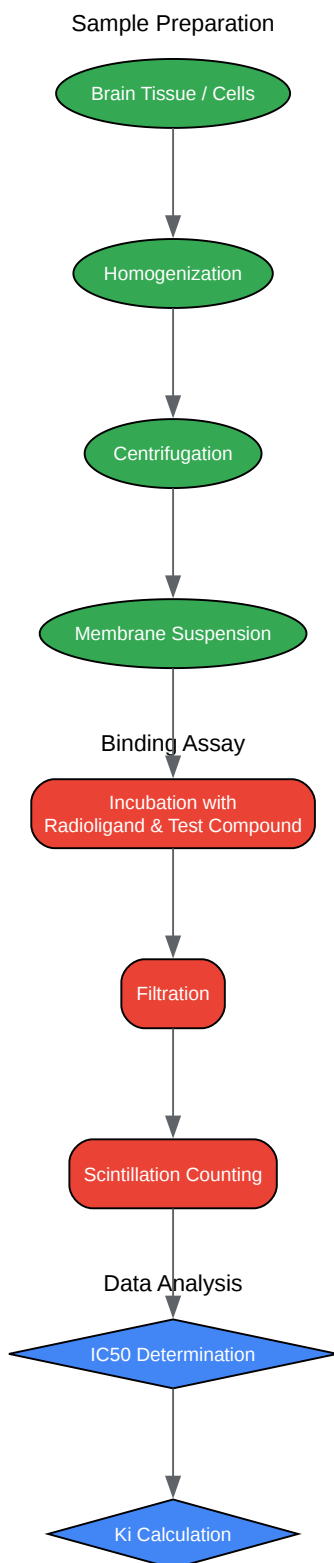 Sample Preparation
Brain Tissue / Cells
Homogenization
Centrifugation
Membrane Suspension
Binding Assay
Incubation with
Radioligand & Test Compound
Filtration
Scintillation Counting
Data Analysis
IC50 Determination
Ki Calculation